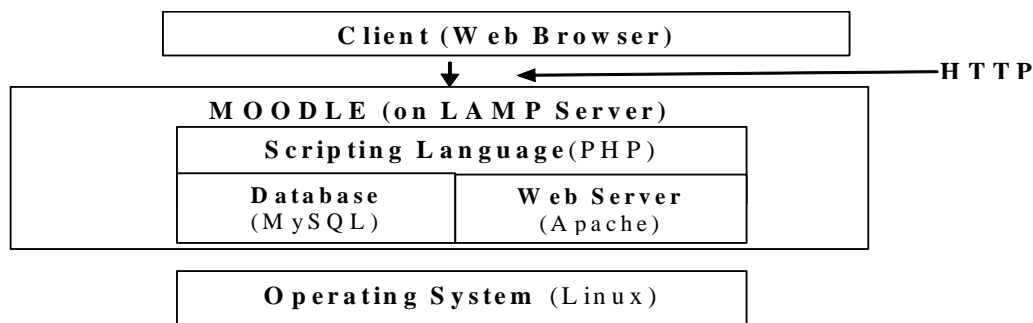 Client (Web Browser)
HTTP
MOODLE (on LAMP Server)
Scripting Language(PHP)
Database
(MySQL)
Web Server
(Apache)
Operating System (Linux)